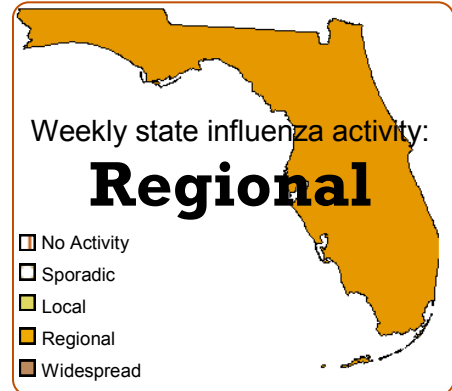 Weekly state influenza activity:
Regional
No Activity
Sporadic
Local
Regional
Widespread